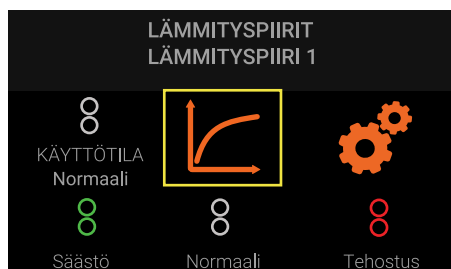 LÄMMITYSPIIRIT
LÄMMITYSPIIRI 1
KÄYTTÖTILA
Normaali
Säästö
Normaali
Tehostus